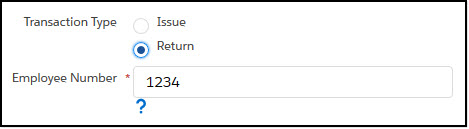 Transaction Type Issue
Return
Employee Number * 1234
?